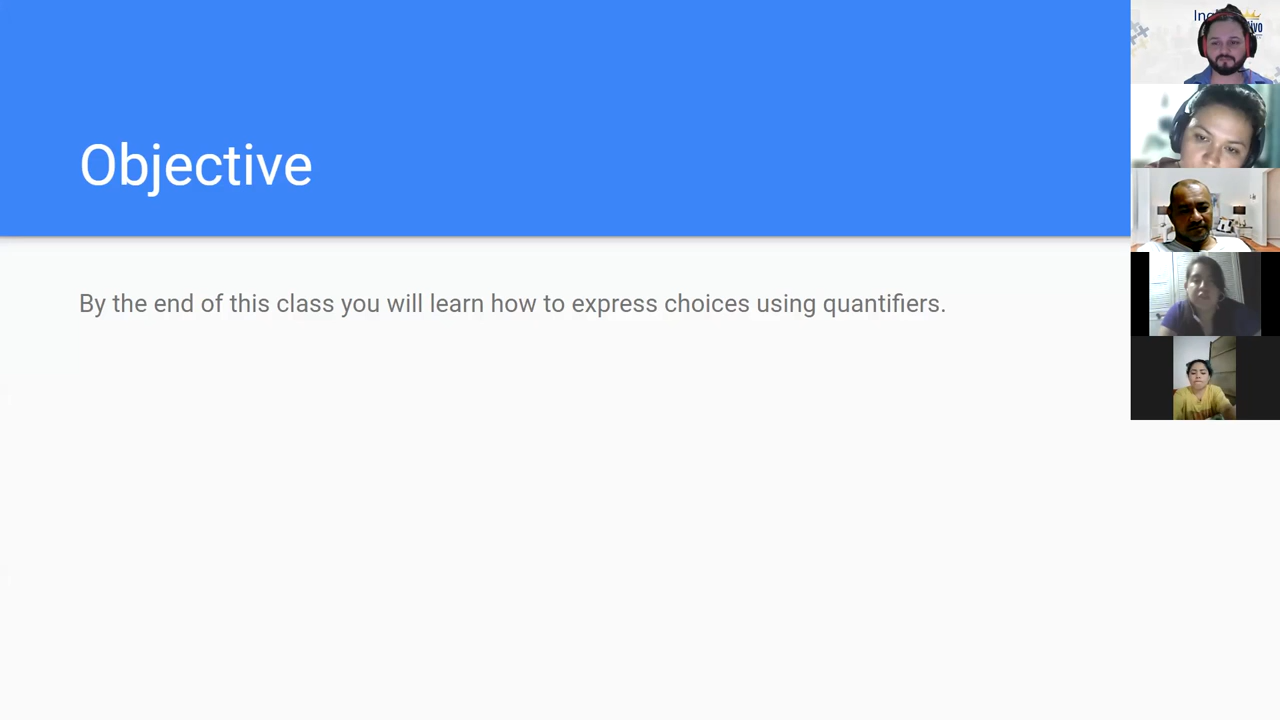 Objective
By the end of this class you will learn how to express choices using quantifiers.